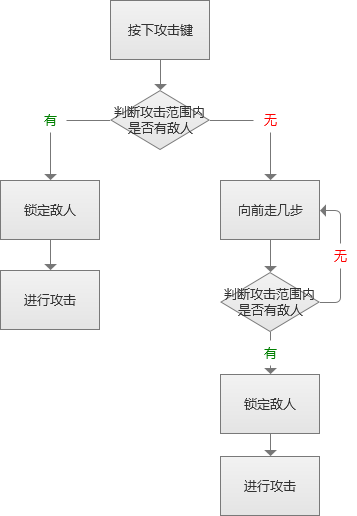 按下攻击键
判断攻击范围内
是否有敌人
有
无
锁定敌人
向前走几步
无
进行攻击
判断攻击范围内
是否有敌人
有
锁定敌人
进行攻击